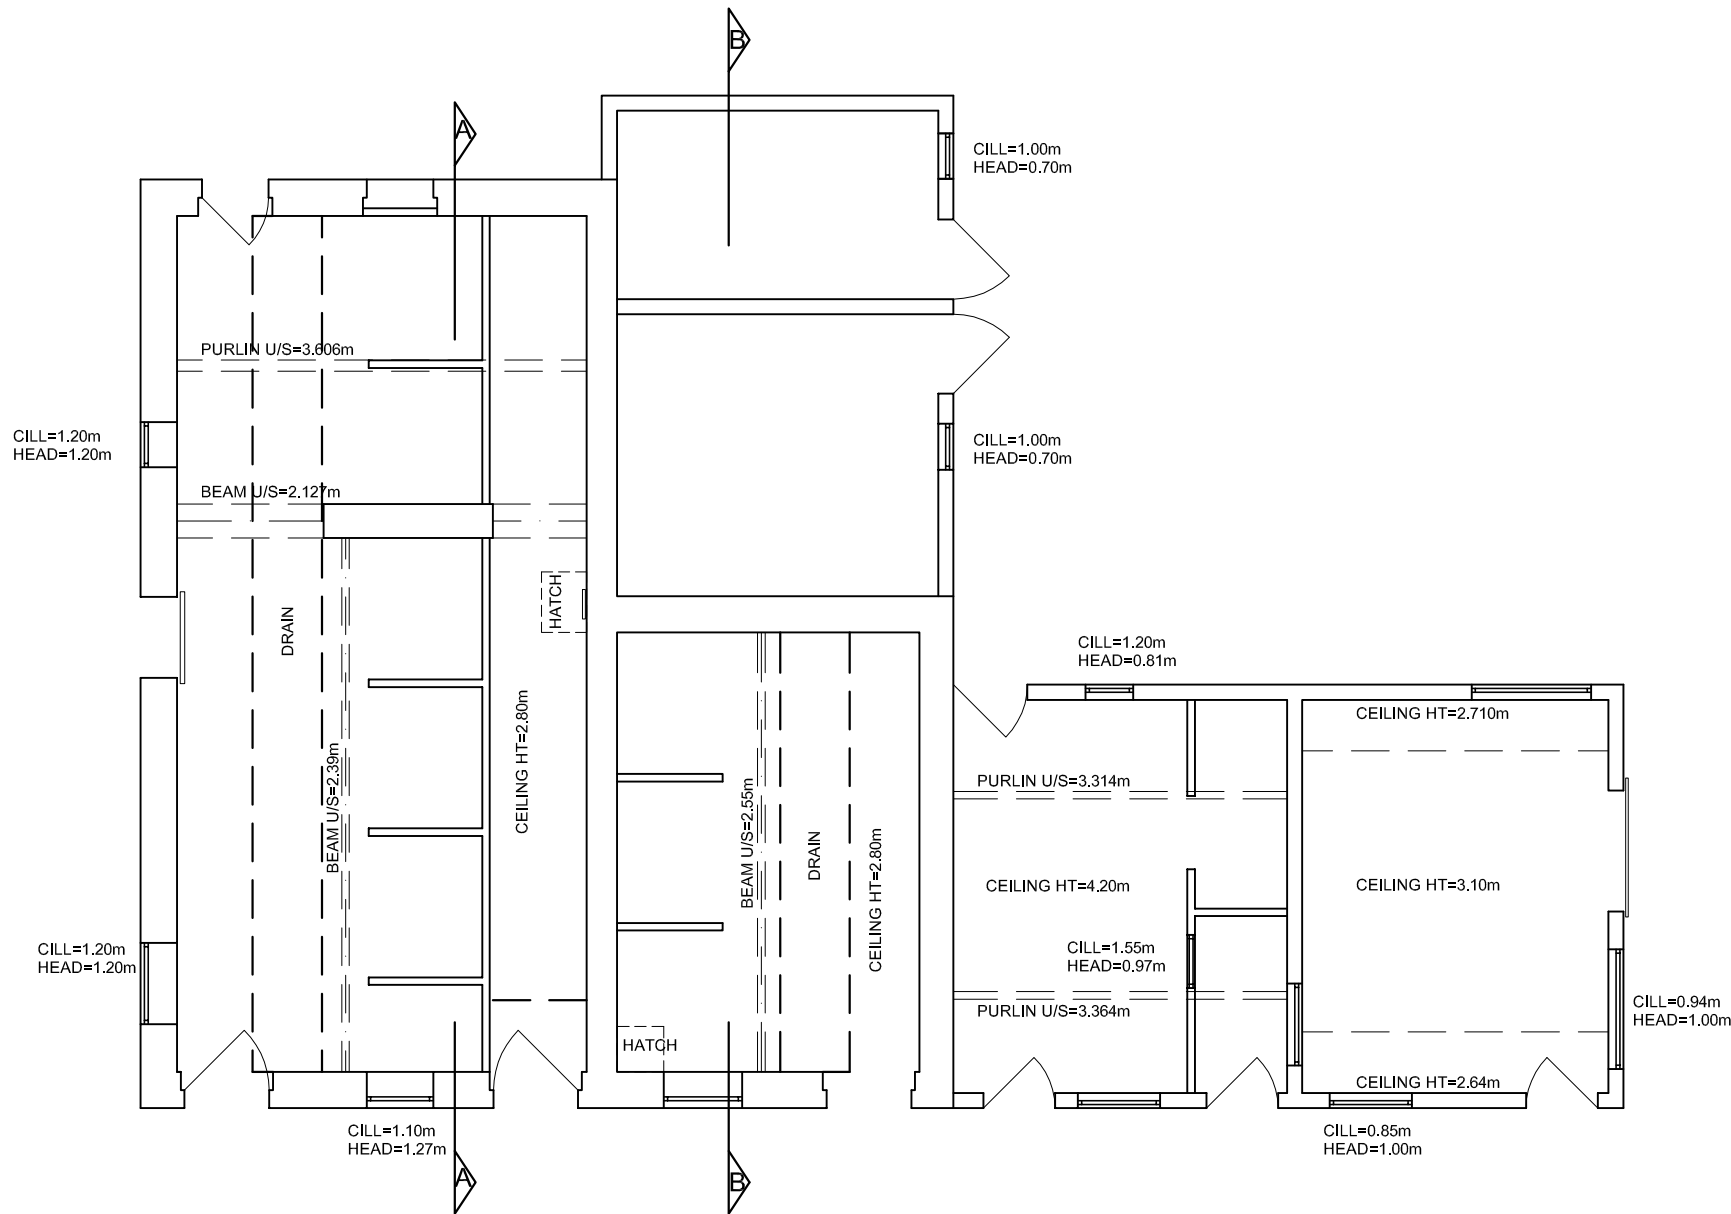 B
A
CILL=1.00m
HEAD=0.70m
PURLIN U/S=3.606m
CILL=1.20m
HEAD=1.20m
CILL=1.00m
HEAD=0.70m
BEAM U/S=2.127m
HATCH
DRAIN
CILL=1.20m
HEAD=0.81m
CEILING HT=2.710m
CEILING HT=2.80m
BEAM U/S=2.39m
BEAM U/S=2.55m
DRAIN
CEILING HT=2.80m
PURLIN U/S=3.314m
CEILING HT=4.20m
CEILING HT=3.10m
CILL=1.20m
HEAD=1.20m
CILL=1.55m
HEAD=0.97m
PURLIN U/S=3.364m
CILL=0.94m
HEAD=1.00m
HATCH
CEILING HT=2.64m
CILL=1.10m
HEAD=1.27m
CILL=0.85m
HEAD=1.00m
A
B